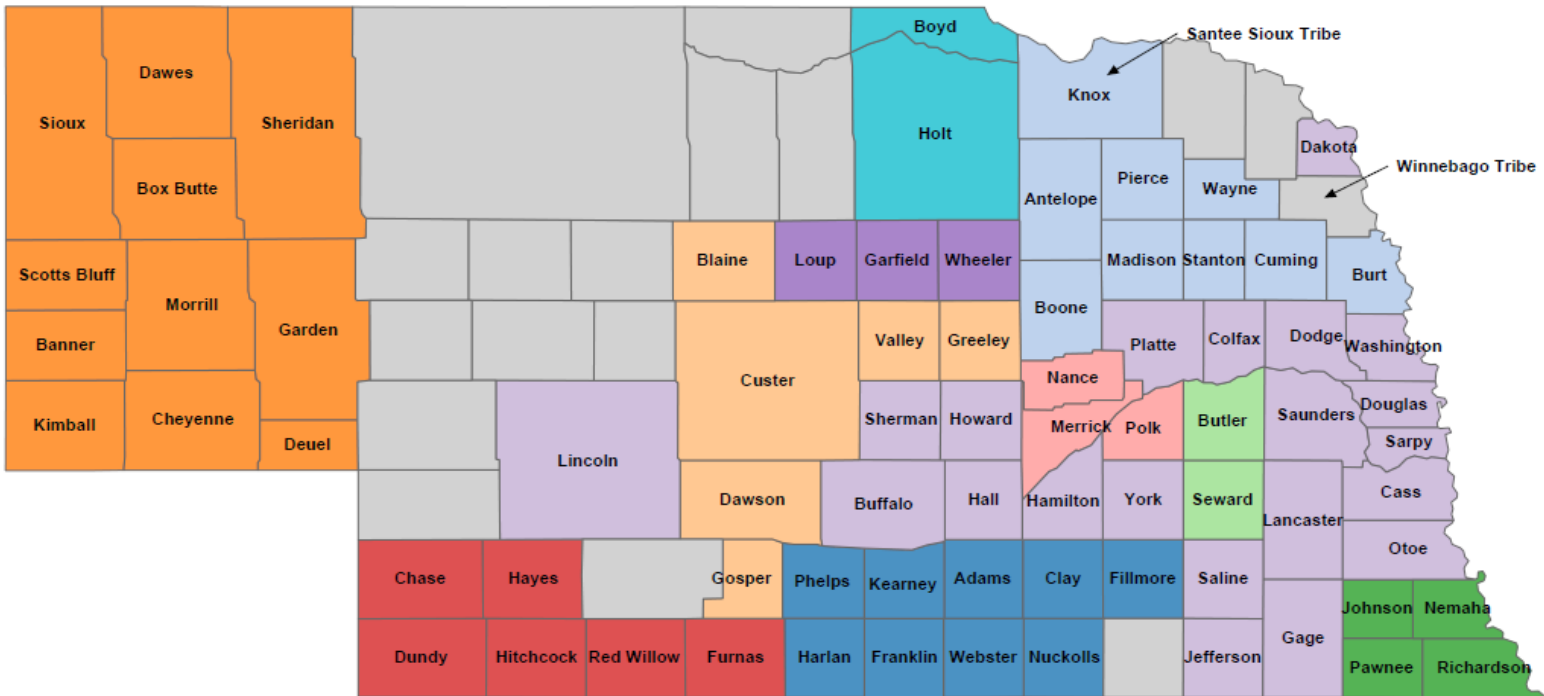 Boyd
Santee Sioux Tribe
Dawes
Knox
Sioux
Sheridan
Holt
Dakota
Winnebago Tribe
Box Butte
Pierce
Wayne
Antelope
Scotts Bluff
Blaine
Loup
Garfield
Wheeler
Madison
Stanton
Cuming
Burt
Morrill
Garden
Boone
Banner
Valley
Greeley
Platte
Colfax
Dodge
Washington
Custer
Nance
Kimball
Cheyenne
Sherman
Howard
Merrick
Polk
Butler
Saunders
Douglas
Deuel
Sarpy
Lincoln
Dawson
Buffalo
Hall
Hamilton
York
Seward
Cass
Lancaster
Otoe
Chase
Hayes
Gosper
Phelps
Kearney
Adams
Clay
Fillmore
Saline
Johnson
Nemaha
Gage
Dundy
Hitchcock
Red Willow
Furnas
Harlan
Franklin
Webster
Nuckolls
Jefferson
Pawnee
Richardson